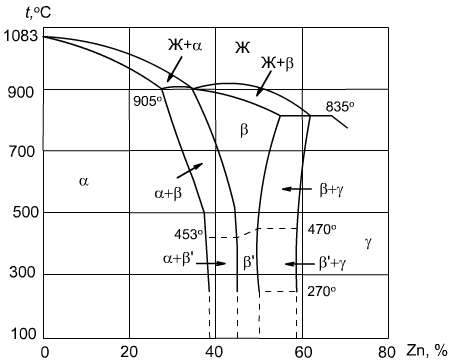 t,°C
1083
Ж+α
Ж
Ж+β
900
905°
835°
β
700
α
α+β
β+γ
500
453°
470°
γ
α+β'
β'
β'+γ
300
270°
100
0 20 40 60 80 Zn, %